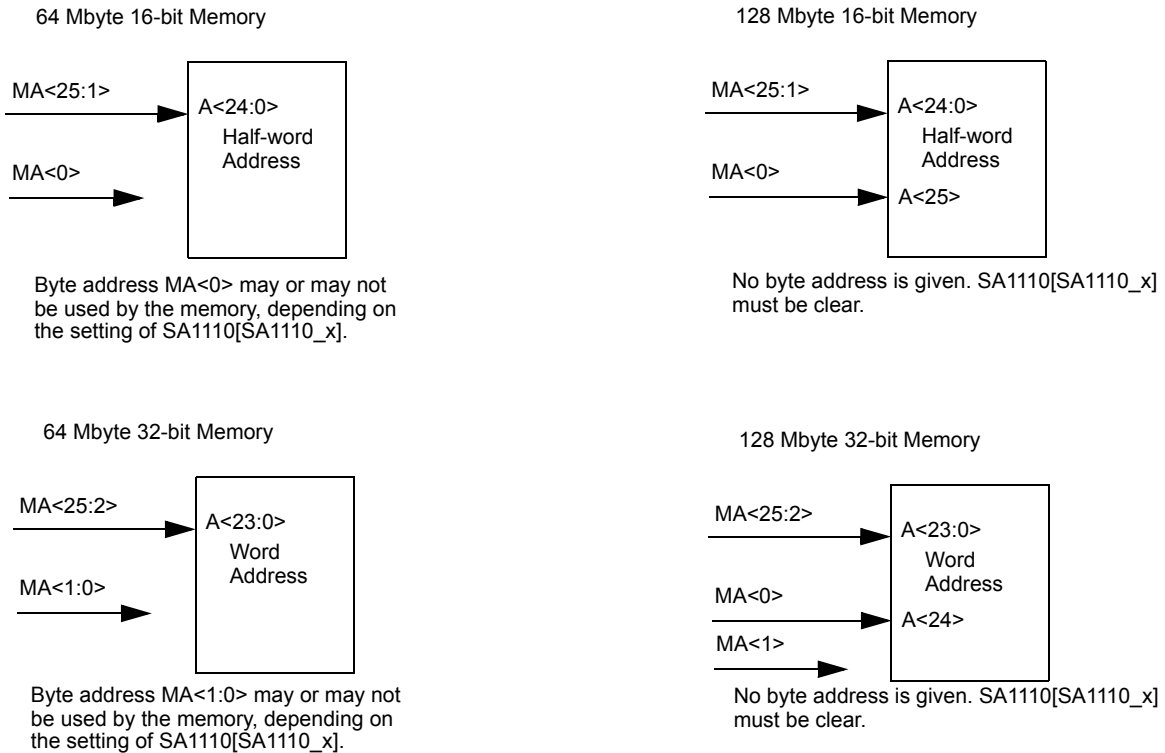 64 Mbyte 16-bit Memory
MA<25:1>
A<24:0>
Half-word
Address
MA<0>
Byte address MA<0> may or may not
be used by the memory, depending on
the setting of SA1110[SA1110_x].
128 Mbyte 16-bit Memory
MA<25:1>
A<24:0>
Half-word
Address
MA<0>
A<25>
No byte address is given. SA1110[SA1110_x]
must be clear.
64 Mbyte 32-bit Memory
MA<25:2>
A<23:0>
Word
Address
MA<1:0>
Byte address MA<1:0> may or may not
be used by the memory, depending on
the setting of SA1110[SA1110_x].
128 Mbyte 32-bit Memory
MA<25:2>
A<23:0>
Word
Address
MA<0>
A<24>
MA<1>
No byte address is given. SA1110[SA1110_x]
must be clear.